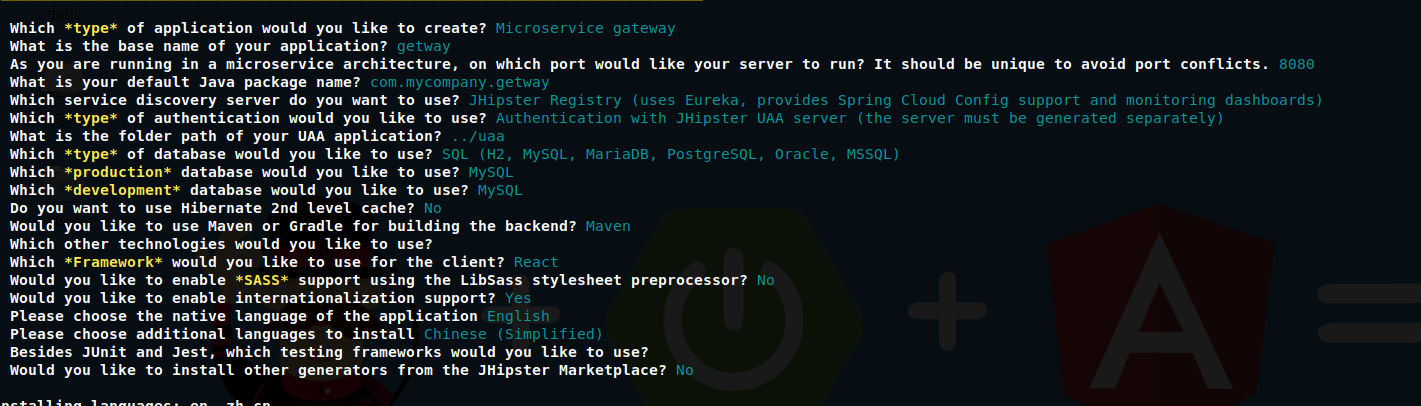 Which *type* of application would you like to create? Microservice gateway
What is the base name of your application? getway
As you are running in a microservice architecture, on which port would like your server to run? It should be unique to avoid port conflicts. 8080
What is your default Java package name? com.mycompany.getway
Which service discovery server do you want to use? JHipster Registry (uses Eureka, provides Spring Cloud Config support and monitoring dashboards)
Which *type* of authentication would you like to use? Authentication with JHipster UAA server (the server must be generated separately)
What is the folder path of your UAA application? ../uaa
Which *type* of database would you like to use? SQL (H2, MySQL, MariaDB, PostgreSQL, Oracle, MSSQL)
Which *production* database would you like to use? MySQL
Which *development* database would you like to use? MySQL
Do you want to use Hibernate 2nd level cache? No
Would you like to use Maven or Gradle for building the backend? Maven
Which other technologies would you like to use?
Which *Framework* would you like to use for the client? React
Would you like to enable *SASS* support using the LibSass stylesheet preprocessor? No
Would you like to enable internationalization support? Yes
Please choose the native language of the application English
Please choose additional languages to install Chinese (Simplified)
Besides JUnit and Jest, which testing frameworks would you like to use?
Would you like to install other generators from the JHipster Marketplace? No
nstalling languages: en, zh-cn